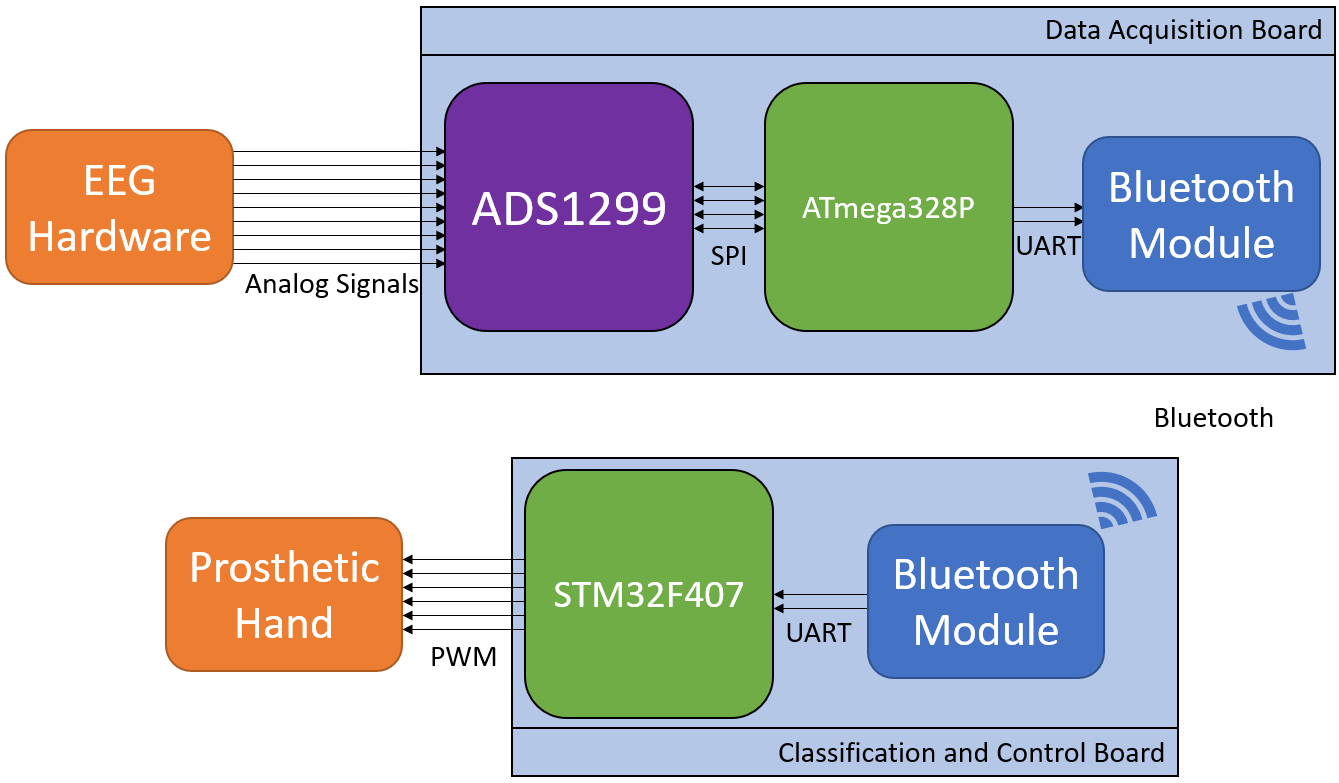 Data Acquisition Board
EEG
Hardware
Analog Signals
ADS1299
SPI
ATmega328P
UART
Bluetooth
Module
Bluetooth
Prosthetic
Hand
PWM
STM32F407
UART
Bluetooth
Module
Classification and Control Board